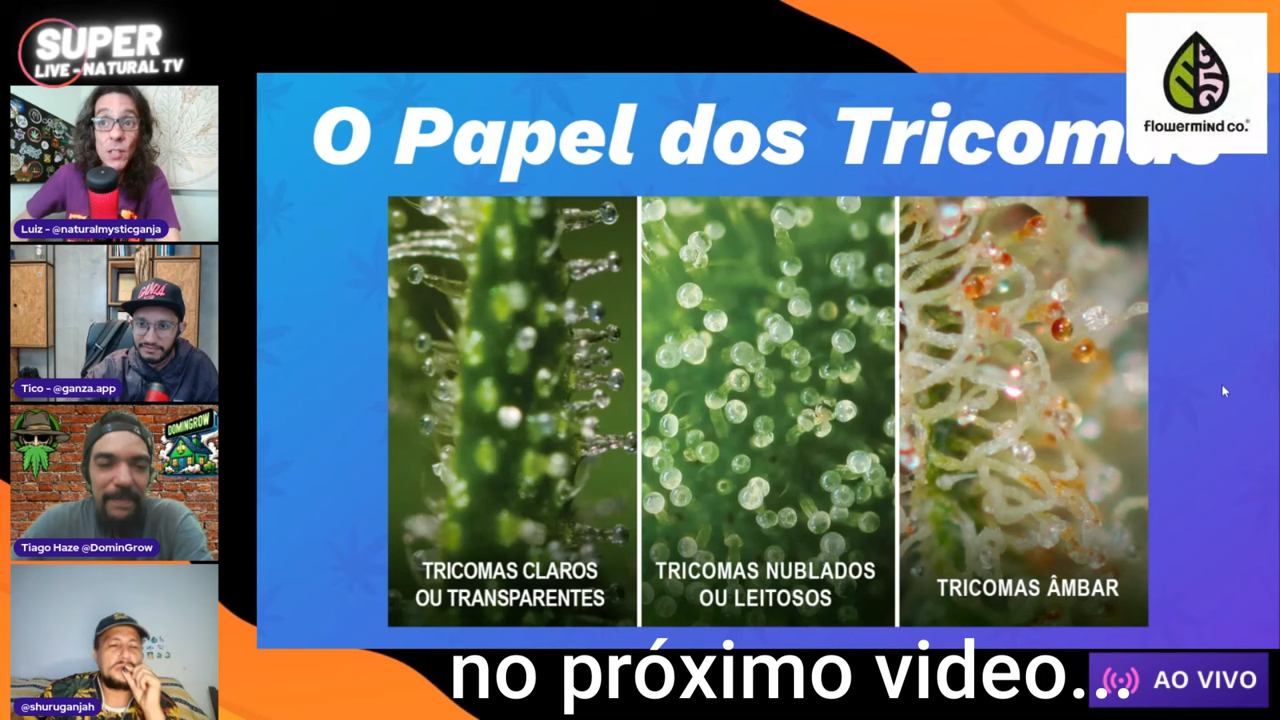 SUPER
LIVE - NATURAL TV
flowermind co.®
O Papel dos Tricomas
Luiz - @naturalmysticganja
GANZA
Tico - @ganza.app
DOMINGROW
Tiago Haze @DominGrow
TRICOMAS CLAROS
OU TRANSPARENTES
TRICOMAS NUBLADOS
OU LEITOSOS
TRICOMAS ÂMBAR
no próximo video...
AO VIVO
@shuruganjah